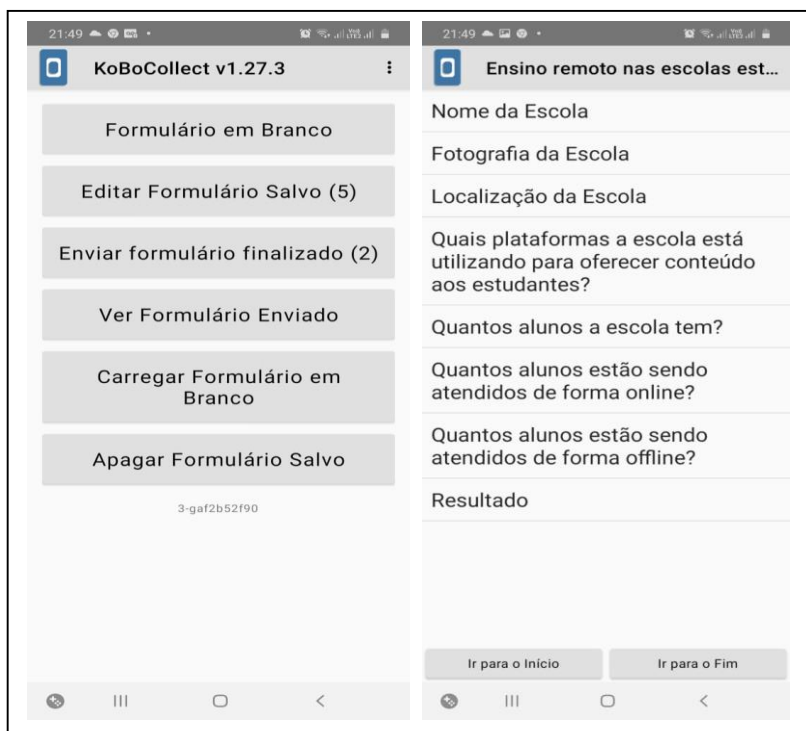 21:49
KoBoCollect v1.27.3
Formulário em Branco
Editar Formulário Salvo (5)
Enviar formulário finalizado (2)
Ver Formulário Enviado
Carregar Formulário em
Branco
Apagar Formulário Salvo
3-gaf2b52f90
21:49
Ensino remoto nas escolas est...
Nome da Escola
Fotografia da Escola
Localização da Escola
Quais plataformas a escola está
utilizando para oferecer conteúdo
aos estudantes?
Quantos alunos a escola tem?
Quantos alunos estão sendo
atendidos de forma online?
Quantos alunos estão sendo
atendidos de forma offline?
Resultado
Ir para o Início
Ir para o Fim